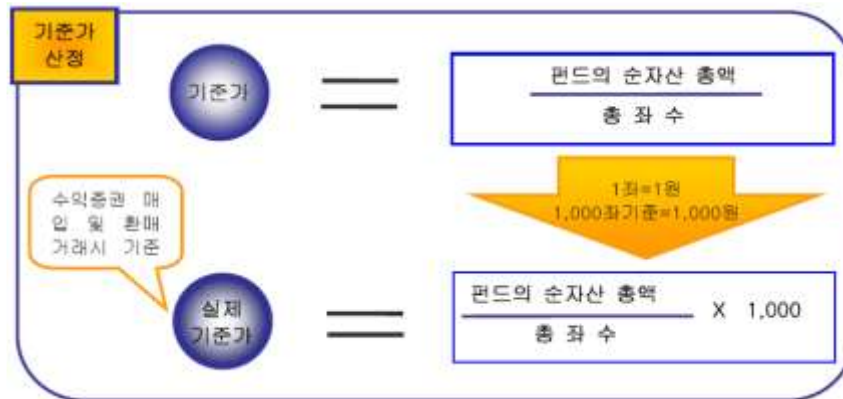 기준가
산정
기준가
펀드의 순자산 총액
총 좌 수
1좌=1원
1,000좌기준=1,000원
수익증권 매
입 및 환매
거래시 기준
실제
기준가
펀드의 순자산 총액
총 좌 수
X 1,000